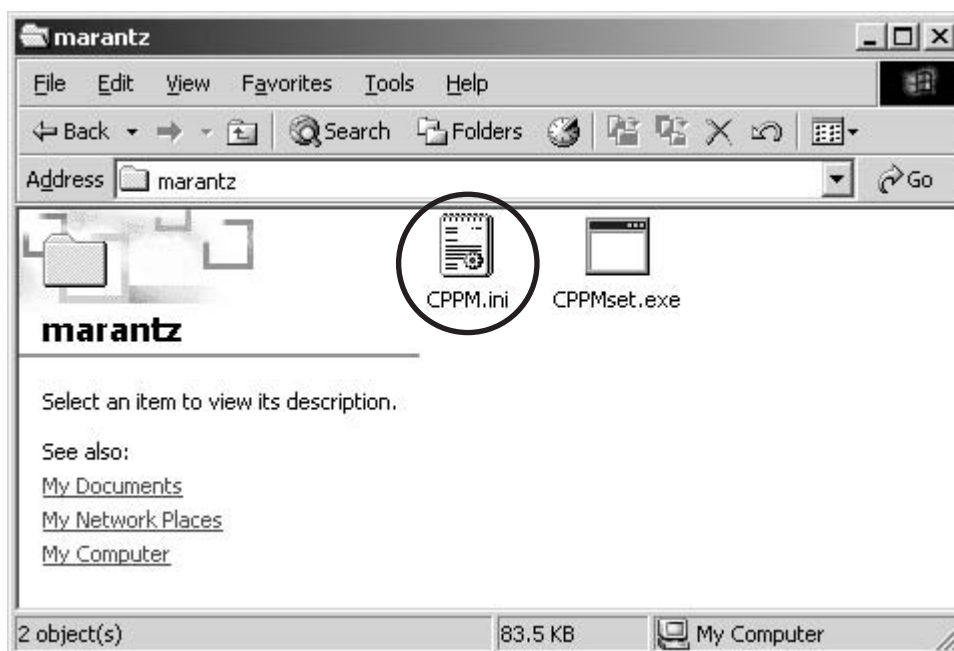 marantz
File Edit View Favorites Tools Help
Back Search Folders
Address marantz Go
CPPM.ini CPPMset.exe
marantz
Select an item to view its description.
See also:
My Documents
My Network Places
My Computer
2 object(s) 83.5 KB My Computer